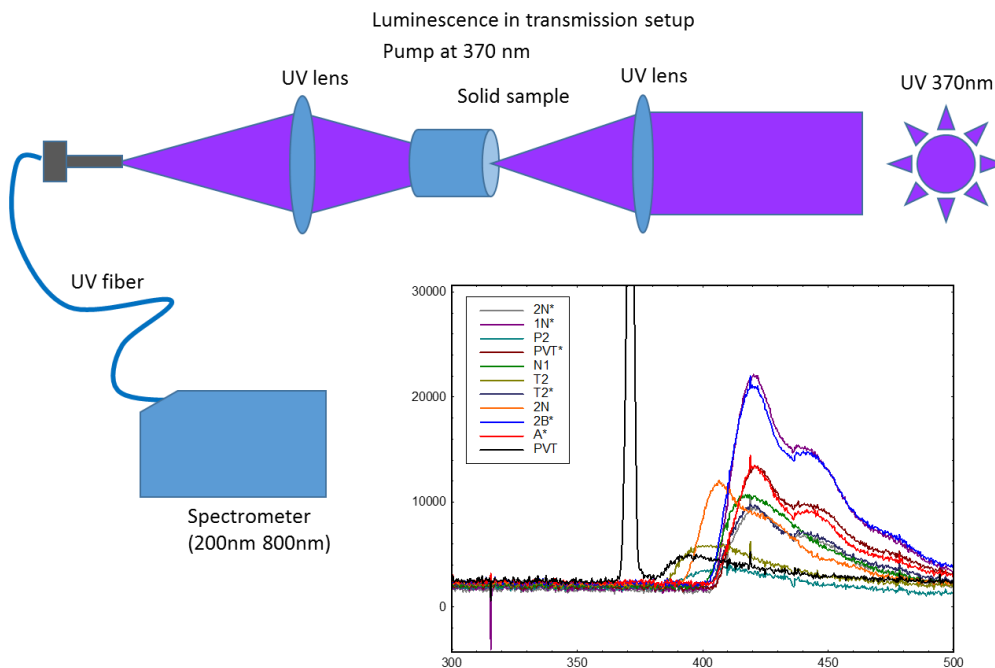 Luminescence in transmission setup
Pump at 370 nm
UV lens
Solid sample
UV lens
UV 370nm
UV fiber
Spectrometer
(200nm 800nm)
30000
20000
10000
0
2N*
1N*
P2
PVT*
N1
T2
T2*
2N
2B*
A*
PVT
300
350
400
450
500